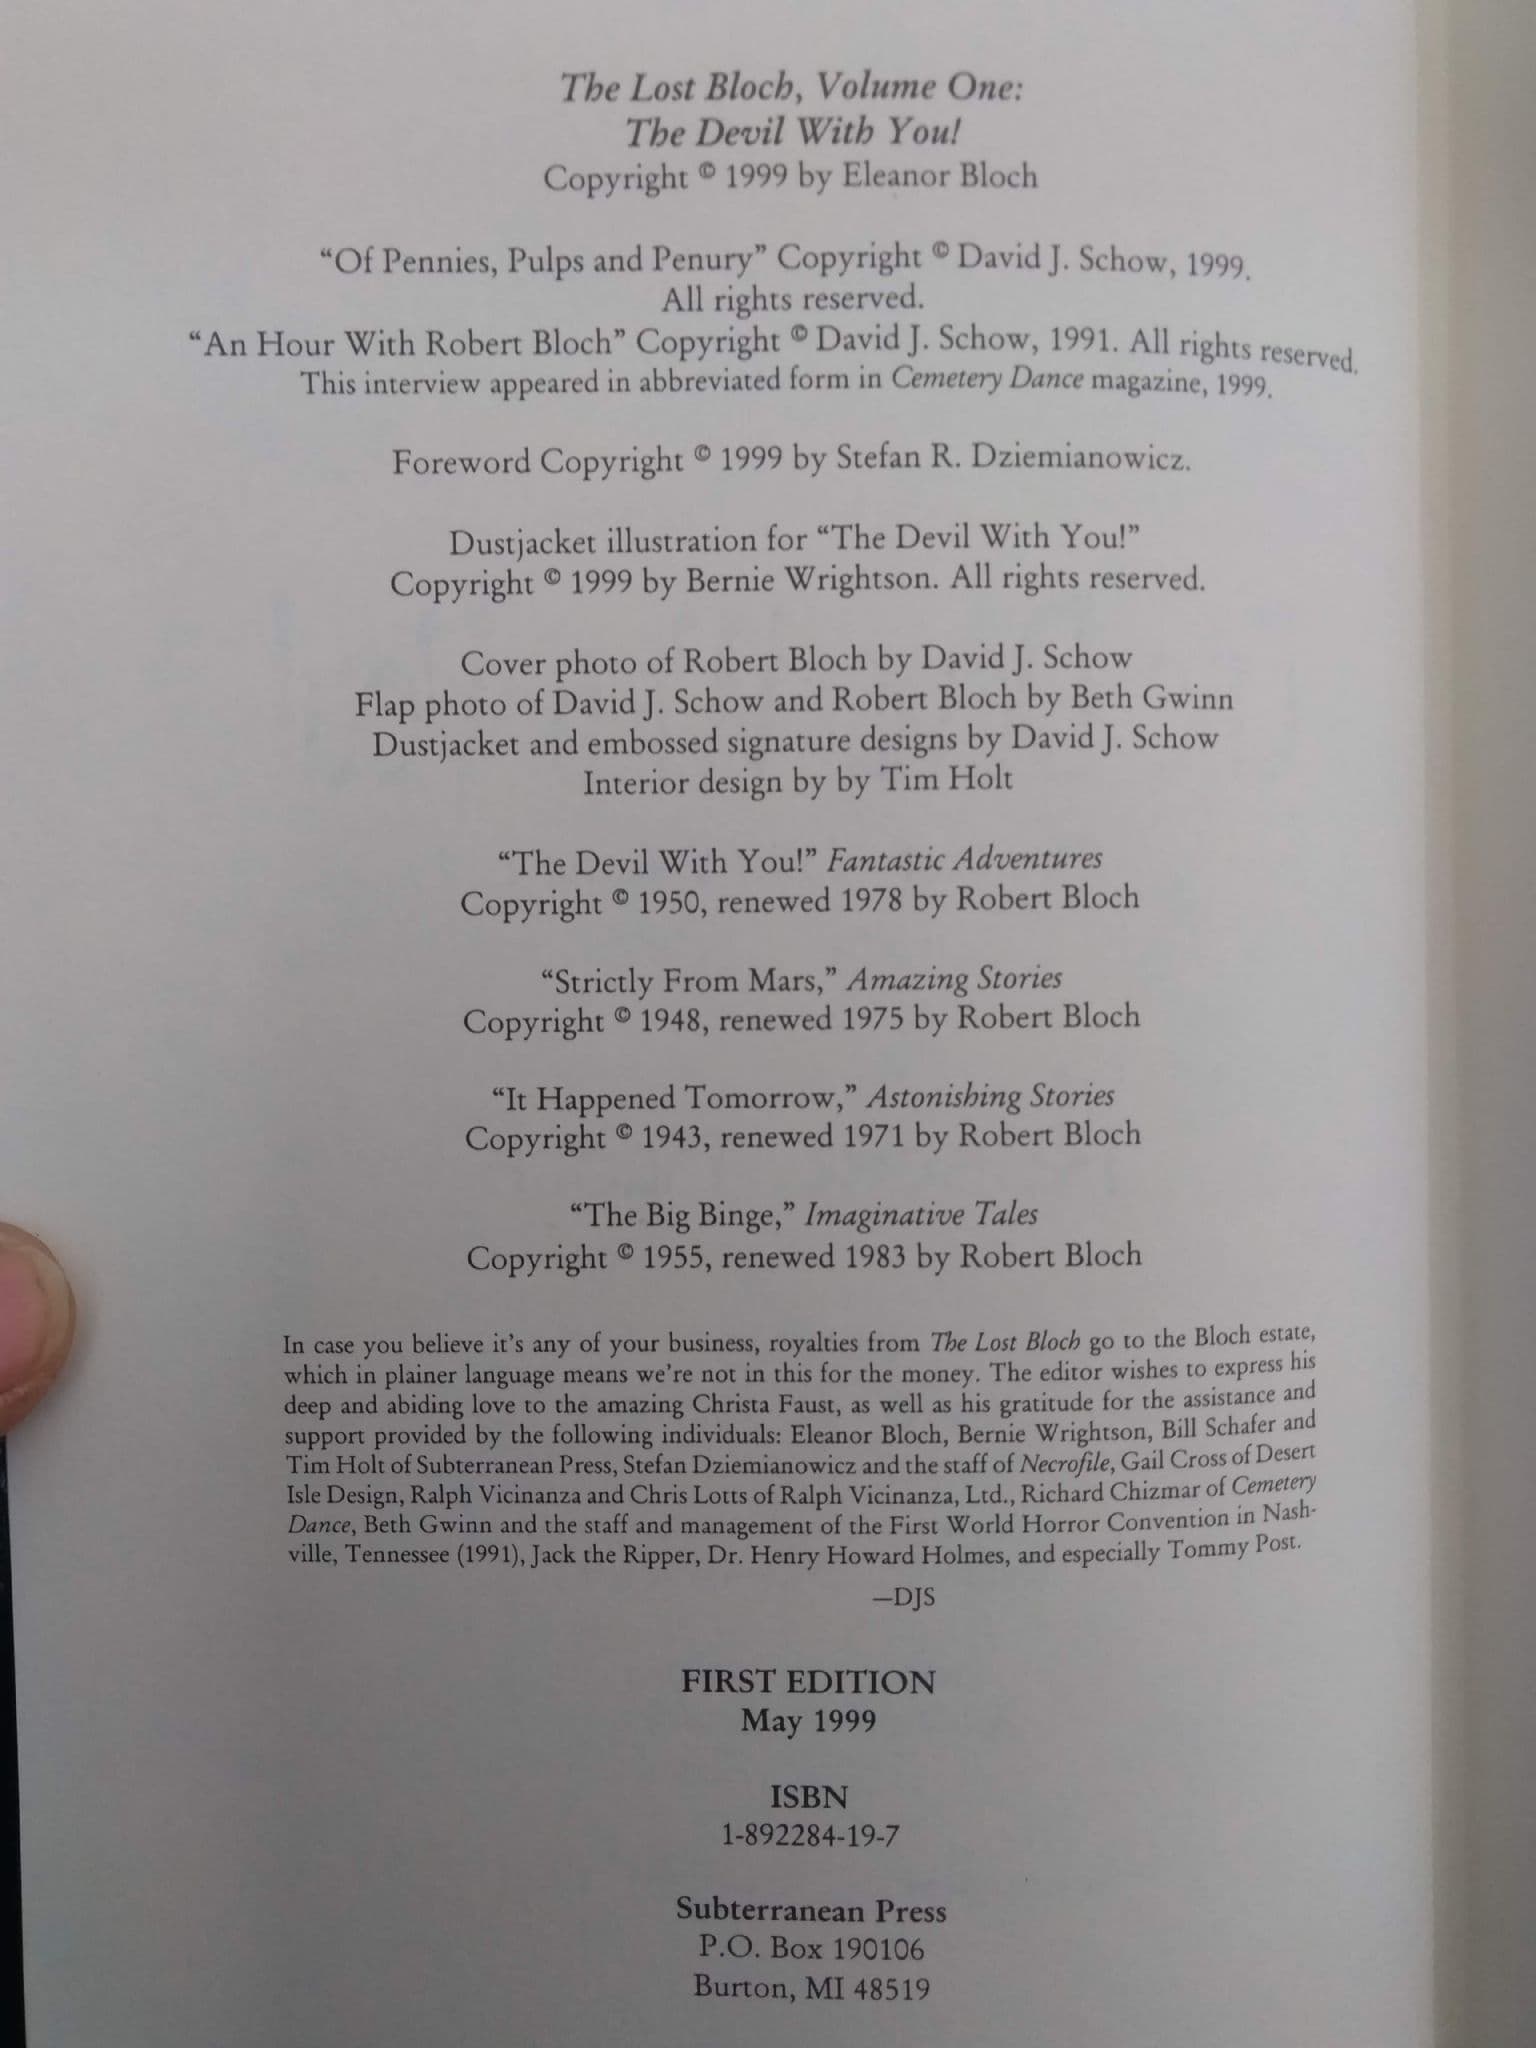 The Lost Bloch, Volume One:
The Devil With You!
Copyright © 1999 by Eleanor Bloch
“Of Pennies, Pulps and Penury” Copyright © David J. Schow, 1999.
All rights reserved.
“An Hour With Robert Bloch” Copyright © David J. Schow, 1991. All rights reserved.
This interview appeared in abbreviated form in Cemetery Dance magazine, 1999.
Foreword Copyright © 1999 by Stefan R. Dziemianowicz.
Dustjacket illustration for “The Devil With You!”
Copyright © 1999 by Bernie Wrightson. All rights reserved.
Cover photo of Robert Bloch by David J. Schow
Flap photo of David J. Schow and Robert Bloch by Beth Gwinn
Dustjacket and embossed signature designs by David J. Schow
Interior design by by Tim Holt
“The Devil With You!” Fantastic Adventures
Copyright © 1950, renewed 1978 by Robert Bloch
“Strictly From Mars,” Amazing Stories
Copyright © 1948, renewed 1975 by Robert Bloch
“It Happened Tomorrow,” Astonishing Stories
Copyright © 1943, renewed 1971 by Robert Bloch
“The Big Binge,” Imaginative Tales
Copyright © 1955, renewed 1983 by Robert Bloch
In case you believe it’s any of your business, royalties from The Lost Bloch go to the Bloch estate,
which in plainer language means we’re not in this for the money. The editor wishes to express his
deep and abiding love to the amazing Christa Faust, as well as his gratitude for the assistance and
support provided by the following individuals: Eleanor Bloch, Bernie Wrightson, Bill Schafer and
Tim Holt of Subterranean Press, Stefan Dziemianowicz and the staff of Necrofile, Gail Cross of Desert
Isle Design, Ralph Vicinanza and Chris Lotts of Ralph Vicinanza, Ltd., Richard Chizmar of Cemetery
Dance, Beth Gwinn and the staff and management of the First World Horror Convention in Nash-
ville, Tennessee (1991), Jack the Ripper, Dr. Henry Howard Holmes, and especially Tommy Post.
—DJS
FIRST EDITION
May 1999
ISBN
1-892284-19-7
Subterranean Press
P.O. Box 190106
Burton, MI 48519